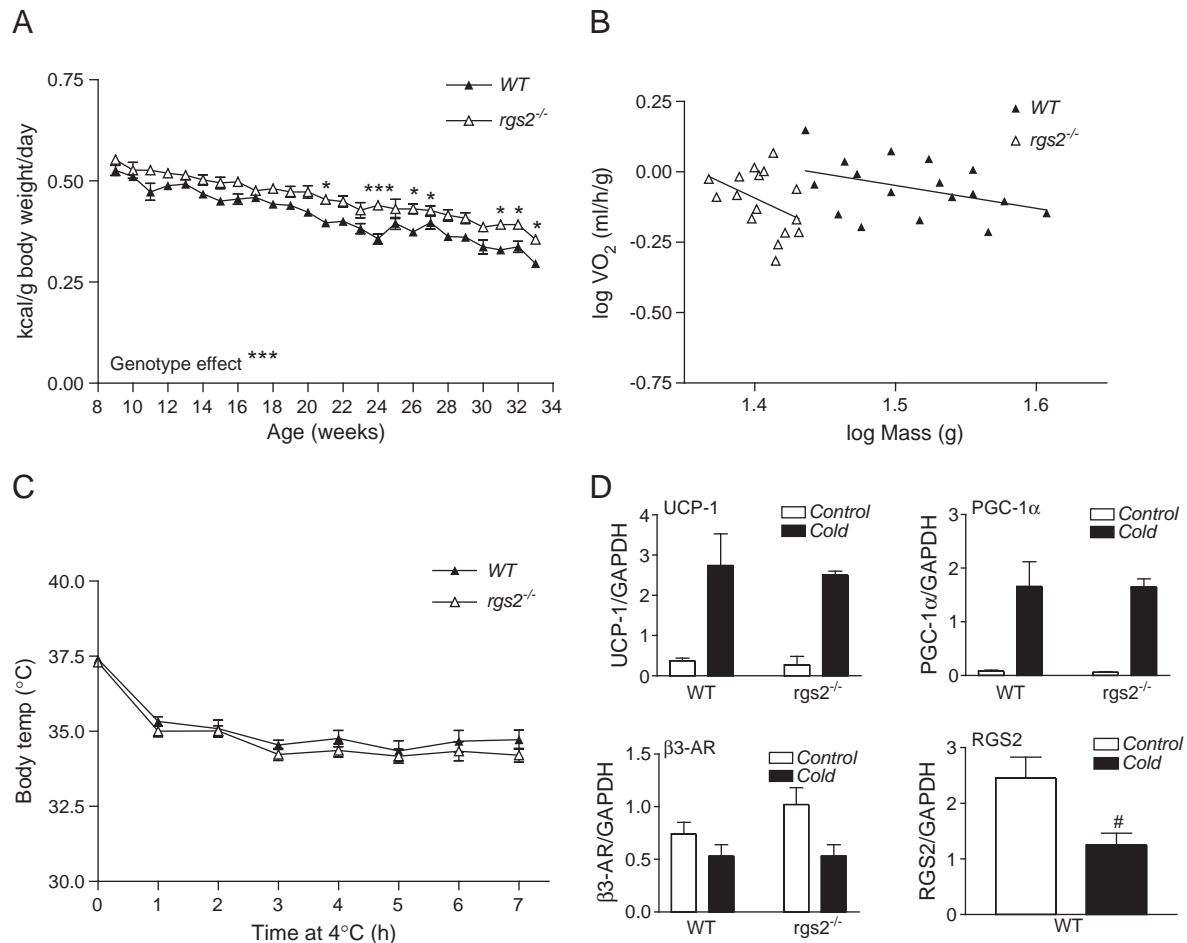 A
0.75
0.50
0.25
0.00
kcal/g body weight/day
WT
rgs2-/-
*
***
*
*
*
*
*
Genotype effect ***
8 10 12 14 16 18 20 22 24 26 28 30 32 34
Age (weeks)
B
0.25
0.00
-0.25
-0.50
-0.75
log VO2 (ml/h/g)
WT
rgs2-/-
1.4 1.5 1.6
log Mass (g)
C
40.0
37.5
35.0
32.5
30.0
Body temp (°C)
WT
rgs2-/-
0 1 2 3 4 5 6 7
Time at 4°C (h)
D
UCP-1
Control
Cold
4
3
2
1
0
UCP-1/GAPDH
WT rgs2-/-
PGC-1α
Control
Cold
3
2
1
0
PGC-1α/GAPDH
WT rgs2-/-
β3-AR
Control
Cold
1.5
1.0
0.5
0.0
β3-AR/GAPDH
WT rgs2-/-
RGS2
Control
Cold
3
2
1
0
RGS2/GAPDH
#
WT